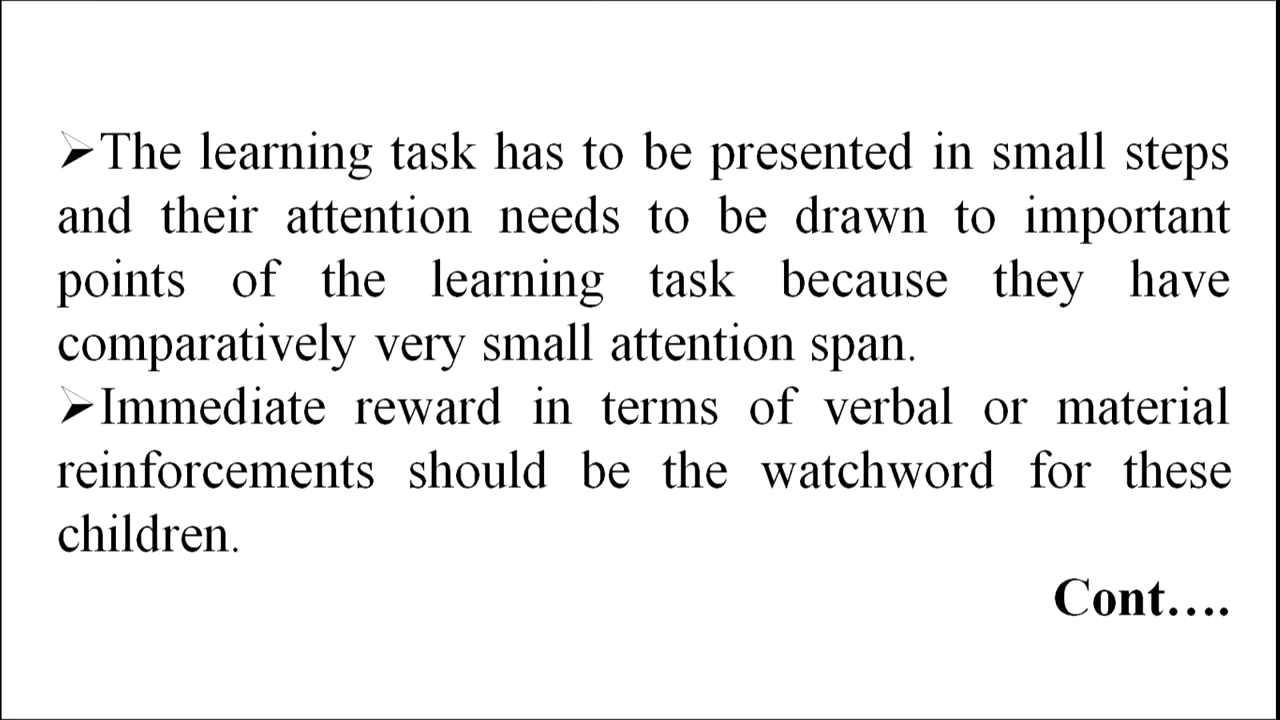 ➢The learning task has to be presented in small steps
and their attention needs to be drawn to important
points of the learning task because they have
comparatively very small attention span.
➢Immediate reward in terms of verbal or material
reinforcements should be the watchword for these
children.
Cont….